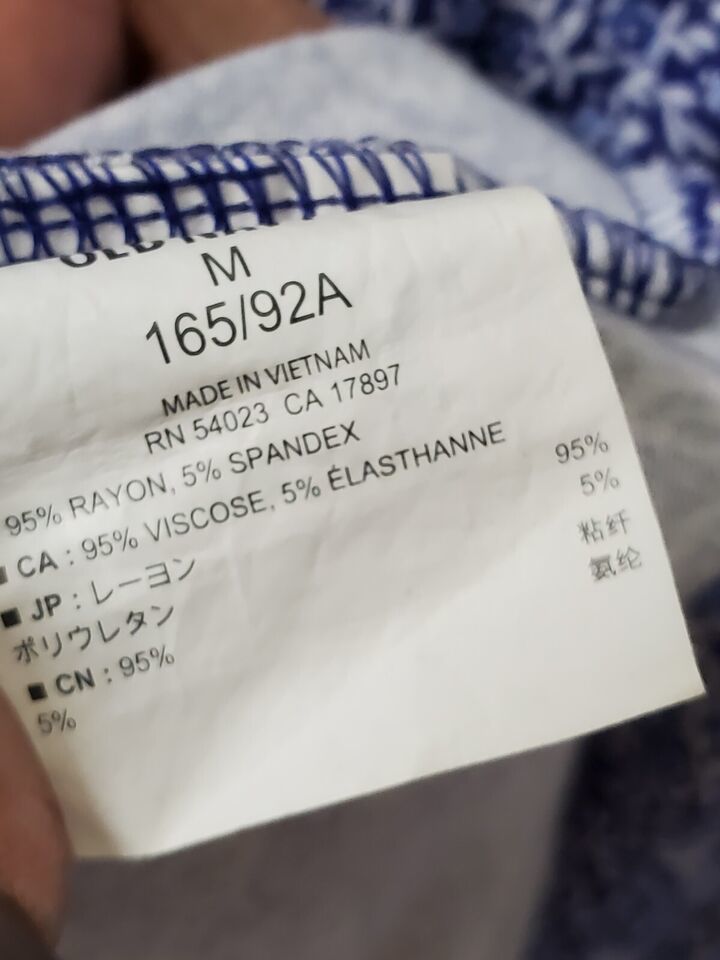 OLD
M
165/92A
MADE IN VIETNAM
RN 54023 CA 17897
95% RAYON, 5% SPANDEX
■ CA : 95% VISCOSE, 5% ÉLASTHANNE
■ JP : レーヨン 95%
ポリウレタン 5%
■ CN : 95% 粘纤
5% 氨纶